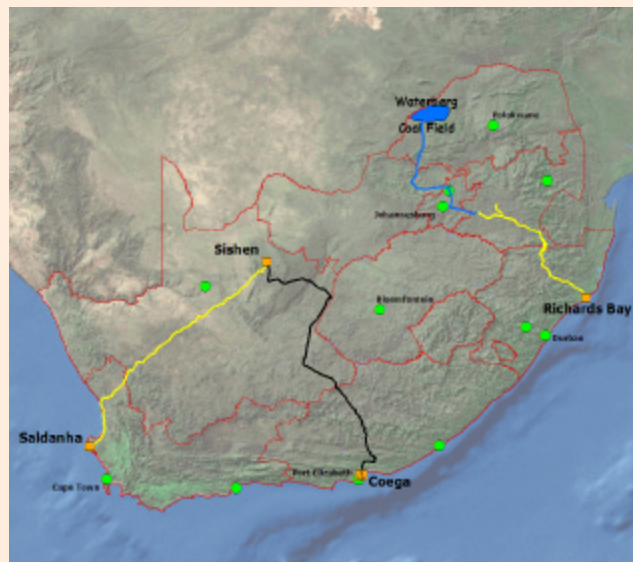 Waterberg
Coal Field
Polokwane
Johannesburg
Sishen
Bloemfontein
Richards Bay
Durban
Saldanha
Cape Town
Port Elizabeth
Coega